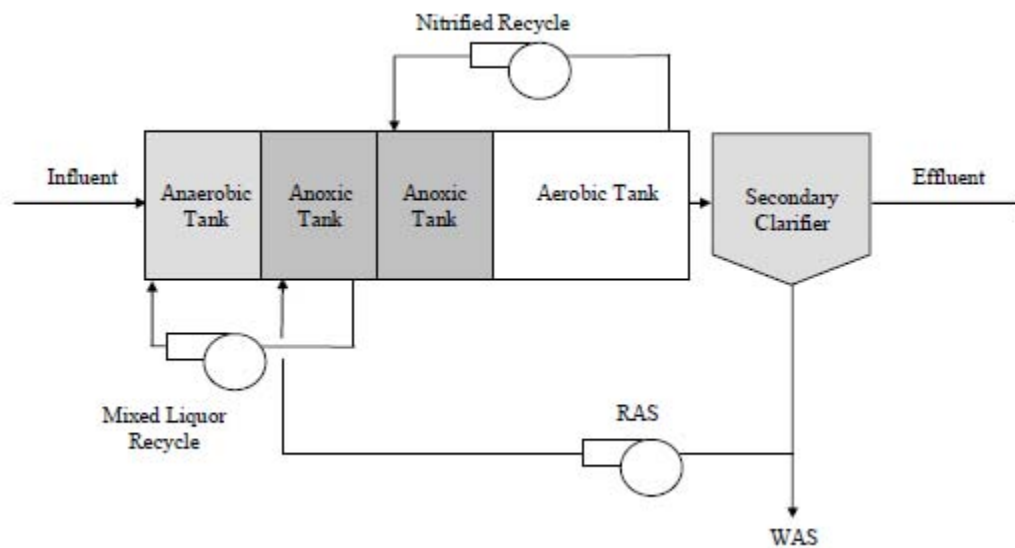 Nitrified Recycle
Influent
Anaerobic
Tank
Anoxic
Tank
Anoxic
Tank
Aerobic Tank
Secondary
Clarifier
Effluent
Mixed Liquor
Recycle
RAS
WAS